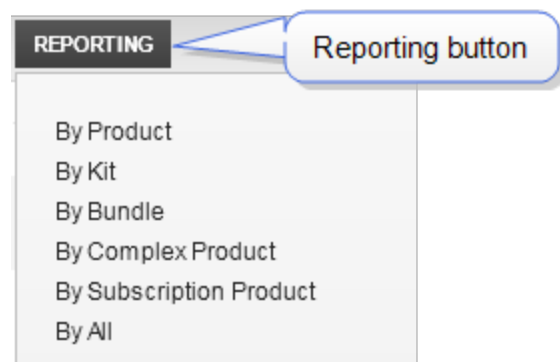 REPORTING
Reporting button
By Product
By Kit
By Bundle
By Complex Product
By Subscription Product
By All